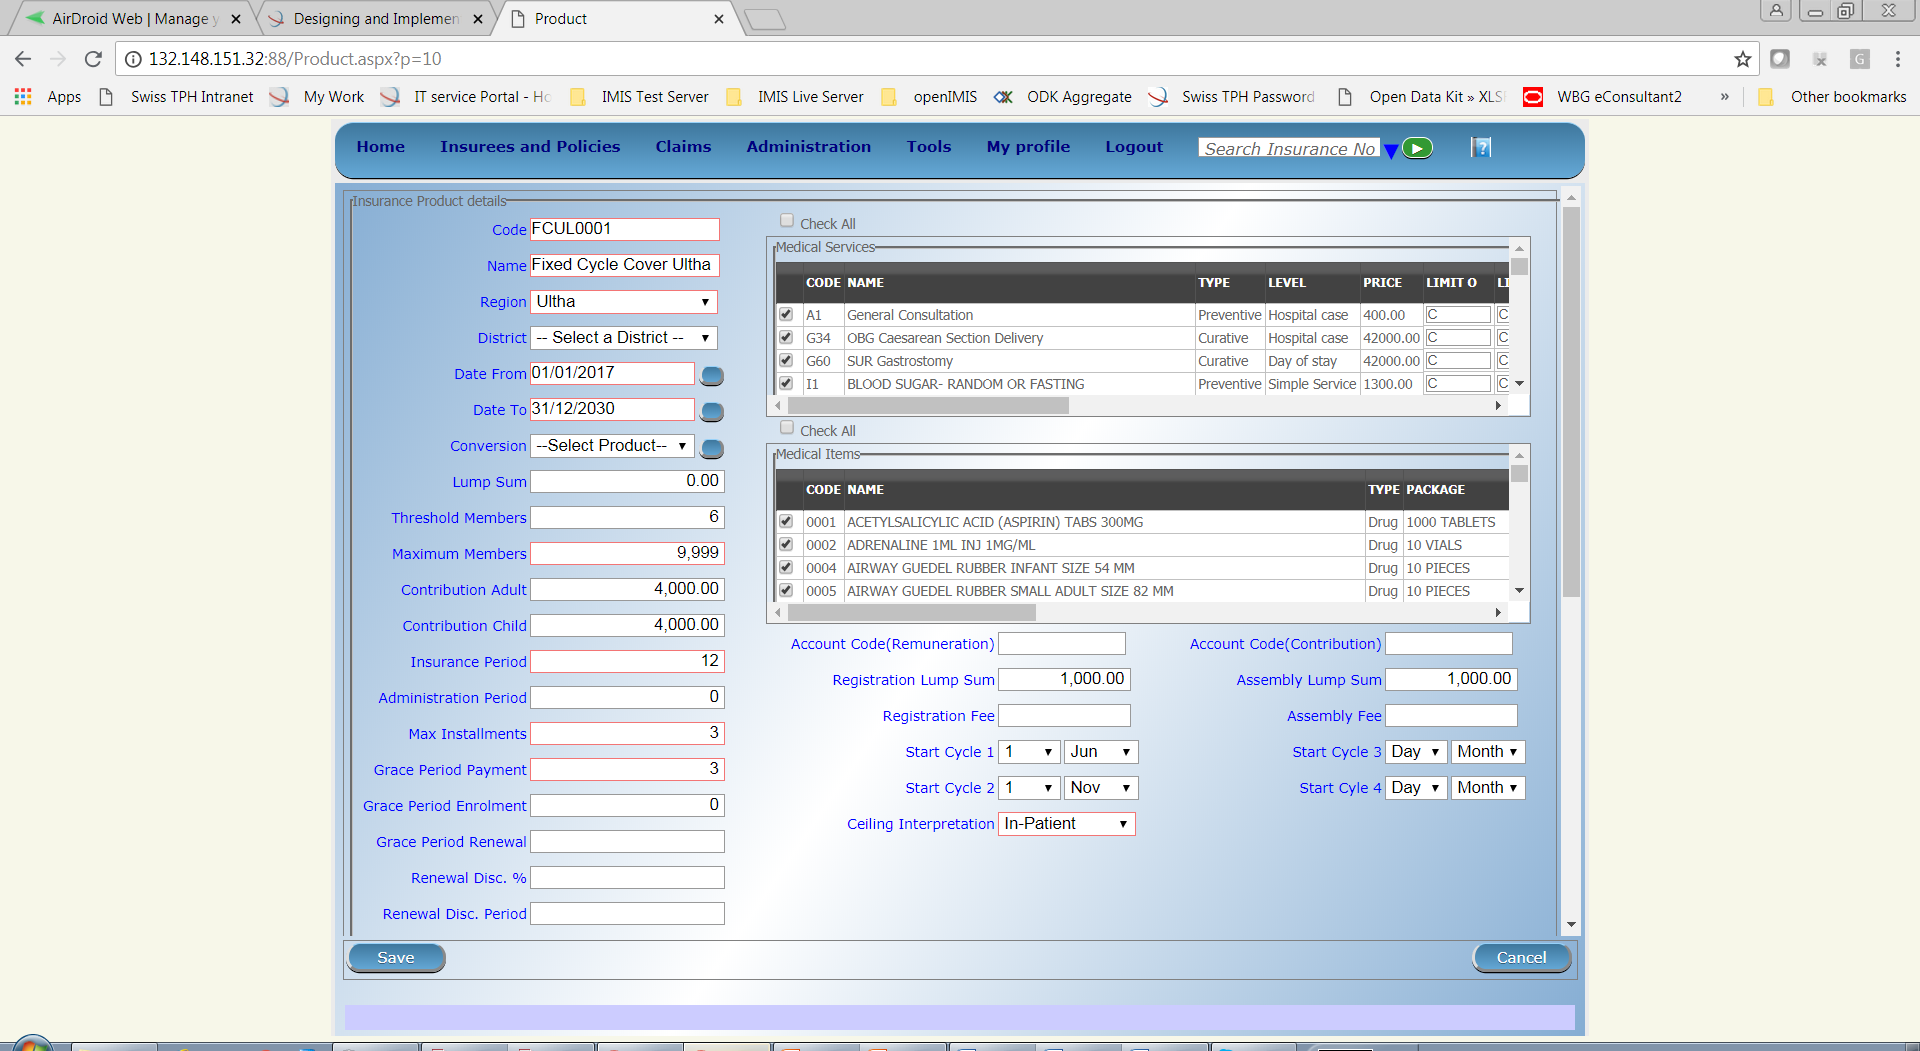 AirDroid Web | Manage y
Designing and Implemen
Product
132.148.151.32:88/Product.aspx?p=10
Apps Swiss TPH Intranet My Work IT service Portal - Ho IMIS Test Server IMIS Live Server openIMIS ODK Aggregate Swiss TPH Password Open Data Kit » XLS WBG eConsultant2 » Other bookmarks
Home Insurees and Policies Claims Administration Tools My profile Logout Search Insurance No ?
Insurance Product details
Code FCUL0001
Name Fixed Cycle Cover Ultha
Region Ultha
District -- Select a District --
Date From 01/01/2017
Date To 31/12/2030
Conversion --Select Product--
Lump Sum 0.00
Threshold Members 6
Maximum Members 9,999
Contribution Adult 4,000.00
Contribution Child 4,000.00
Insurance Period 12
Administration Period 0
Max Installments 3
Grace Period Payment 3
Grace Period Enrolment 0
Grace Period Renewal
Renewal Disc. %
Renewal Disc. Period
Check All
Medical Services
CODE NAME TYPE LEVEL PRICE LIMIT O LI
A1 General Consultation Preventive Hospital case 400.00 C C
G34 OBG Caesarean Section Delivery Curative Hospital case 42000.00 C C
G60 SUR Gastrostomy Curative Day of stay 42000.00 C C
I1 BLOOD SUGAR- RANDOM OR FASTING Preventive Simple Service 1300.00 C C
Check All
Medical Items
CODE NAME TYPE PACKAGE
0001 ACETYLSALICYLIC ACID (ASPIRIN) TABS 300MG Drug 1000 TABLETS
0002 ADRENALINE 1ML INJ 1MG/ML Drug 10 VIALS
0004 AIRWAY GUEDEL RUBBER INFANT SIZE 54 MM Drug 10 PIECES
0005 AIRWAY GUEDEL RUBBER SMALL ADULT SIZE 82 MM Drug 10 PIECES
Account Code(Remuneration) Account Code(Contribution)
Registration Lump Sum 1,000.00 Assembly Lump Sum 1,000.00
Registration Fee Assembly Fee
Start Cycle 1 1 Jun Start Cycle 3 Day Month
Start Cycle 2 1 Nov Start Cyle 4 Day Month
Ceiling Interpretation In-Patient
Save Cancel